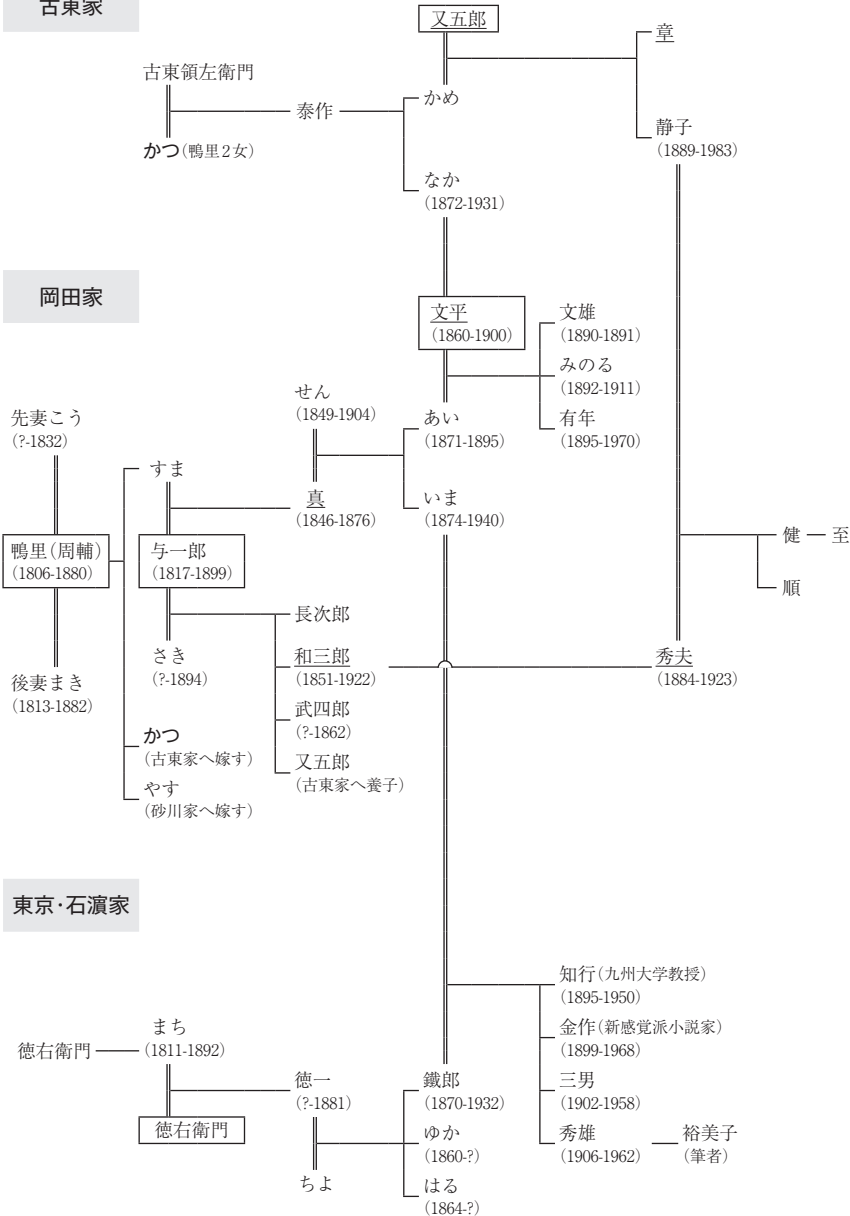 古東家
又五郎
章
古東領左衛門
かめ
泰作
静子
(1889-1983)
かつ(鴨里2女)
なか
(1872-1931)
岡田家
文平
(1860-1900)
文雄
(1890-1891)
みのる
(1892-1911)
せん
(1849-1904)
先妻こう
(?-1832)
あい
(1871-1895)
有年
(1895-1970)
すま
真
(1846-1876)
いま
(1874-1940)
鴨里(周輔)
(1806-1880)
与一郎
(1817-1899)
健
至
順
長次郎
さき
(?-1894)
和三郎
(1851-1922)
秀夫
(1884-1923)
後妻まき
(1813-1882)
武四郎
(?-1862)
かつ
(古東家へ嫁す)
又五郎
(古東家へ養子)
やす
(砂川家へ嫁す)
東京・石濵家
知行(九州大学教授)
(1895-1950)
まち
(1811-1892)
徳右衛門
金作(新感覚派小説家)
(1899-1968)
徳一
(?-1881)
鐵郎
(1870-1932)
三男
(1902-1958)
徳右衛門
ゆか
(1860-?)
秀雄
(1906-1962)
裕美子
(筆者)
ちよ
はる
(1864-?)